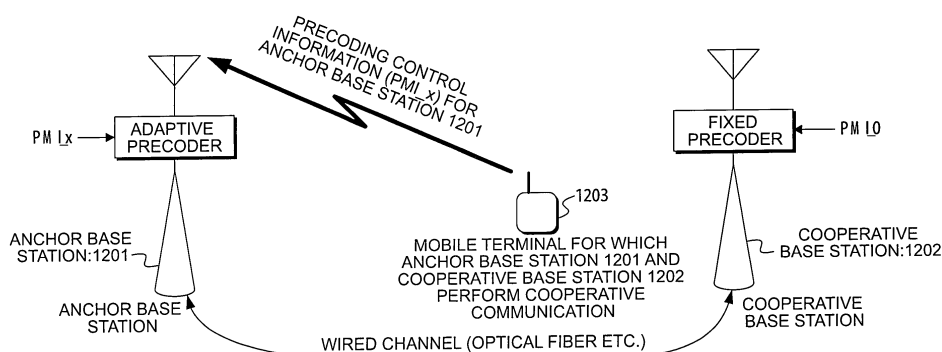 PRECODING CONTROL
INFORMATION (PMI_x) FOR
ANCHOR BASE STATION 1201
PMI_x
ADAPTIVE
PRECODER
FIXED
PRECODER
PMI_0
1203
ANCHOR BASE
STATION:1201
MOBILE TERMINAL FOR WHICH
ANCHOR BASE STATION 1201 AND
COOPERATIVE BASE STATION 1202
PERFORM COOPERATIVE
COMMUNICATION
COOPERATIVE
BASE STATION:1202
ANCHOR BASE
STATION
COOPERATIVE
BASE STATION
WIRED CHANNEL (OPTICAL FIBER ETC.)